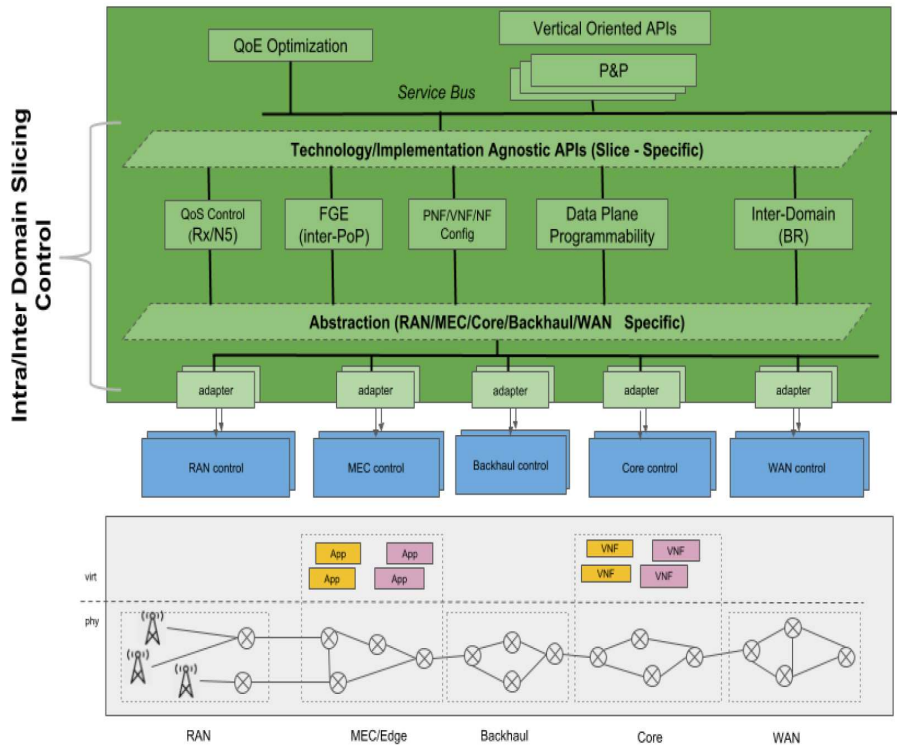 Vertical Oriented APIs
QoE Optimization
P&P
Service Bus
Intra/Inter Domain Slicing
Control
Technology/Implementation Agnostic APIs (Slice - Specific)
QoS Control
(Rx/N5)
FGE
(inter-PoP)
PNF/VNF/NF
Config
Data Plane
Programmability
Inter-Domain
(BR)
Abstraction (RAN/MEC/Core/Backhaul/WAN Specific)
adapter
adapter
adapter
adapter
adapter
RAN control
MEC control
Backhaul control
Core control
WAN control
App
App
App
App
VNF
VNF
VNF
VNF
virt
phy
RAN
MEC/Edge
Backhaul
Core
WAN